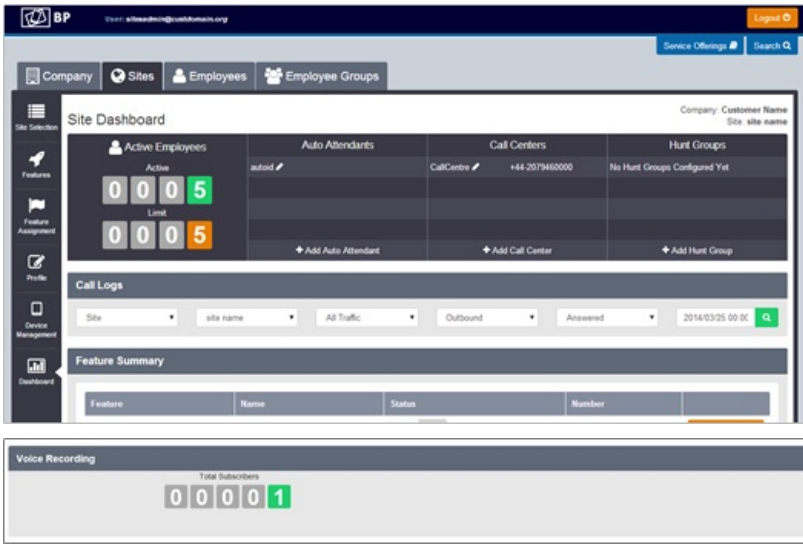 BP User: siteadmin@custdomain.org Logout
Service Offerings Search
Company Sites Employees Employee Groups
Site Selection
Features
Feature Assignment
Profile
Device Management
Dashboard
Site Dashboard
Company: Customer Name
Site: site name
Active Employees
Active
0 0 0 5
Limit
0 0 0 5
Auto Attendants
autoid
+ Add Auto Attendant
Call Centers
CallCentre +44-2079460000
+ Add Call Center
Hunt Groups
No Hunt Groups Configured Yet
+ Add Hunt Group
Call Logs
Site site name All Traffic Outbound Answered 2014/03/25 00:00
Feature Summary
Feature Name Status Number
Voice Recording
Total Subscribers
0 0 0 0 1